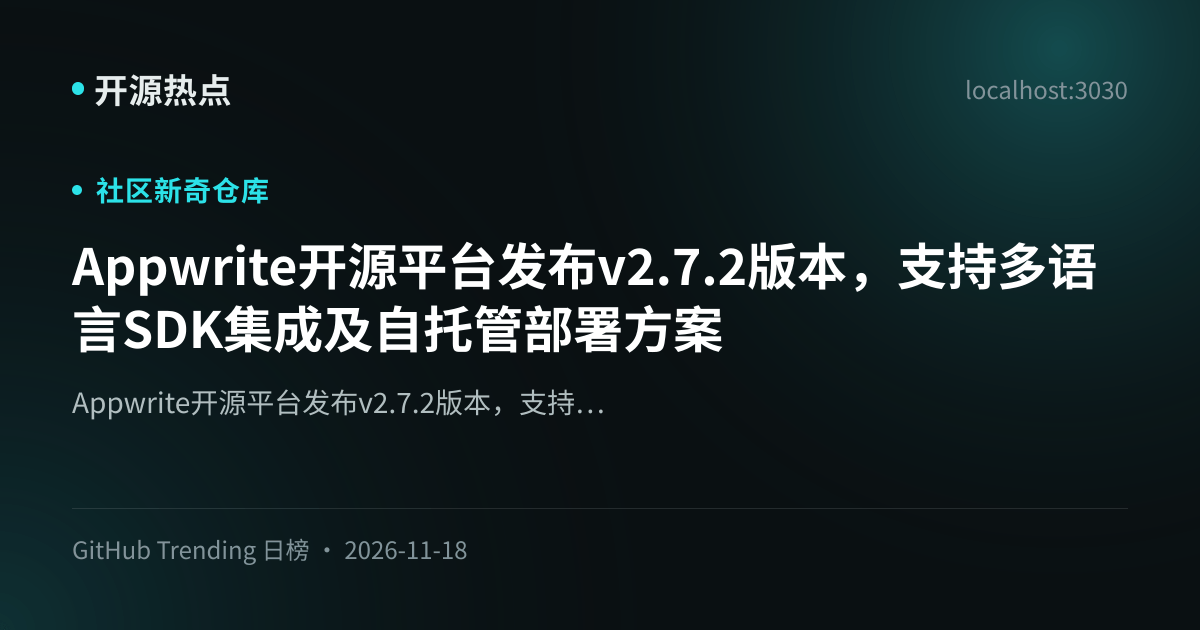 开源热点
localhost:3030
社区新奇仓库
Appwrite开源平台发布v2.7.2版本，支持多语
言SDK集成及自托管部署方案
Appwrite开源平台发布v2.7.2版本，支持…
GitHub Trending 日榜 · 2026-11-18